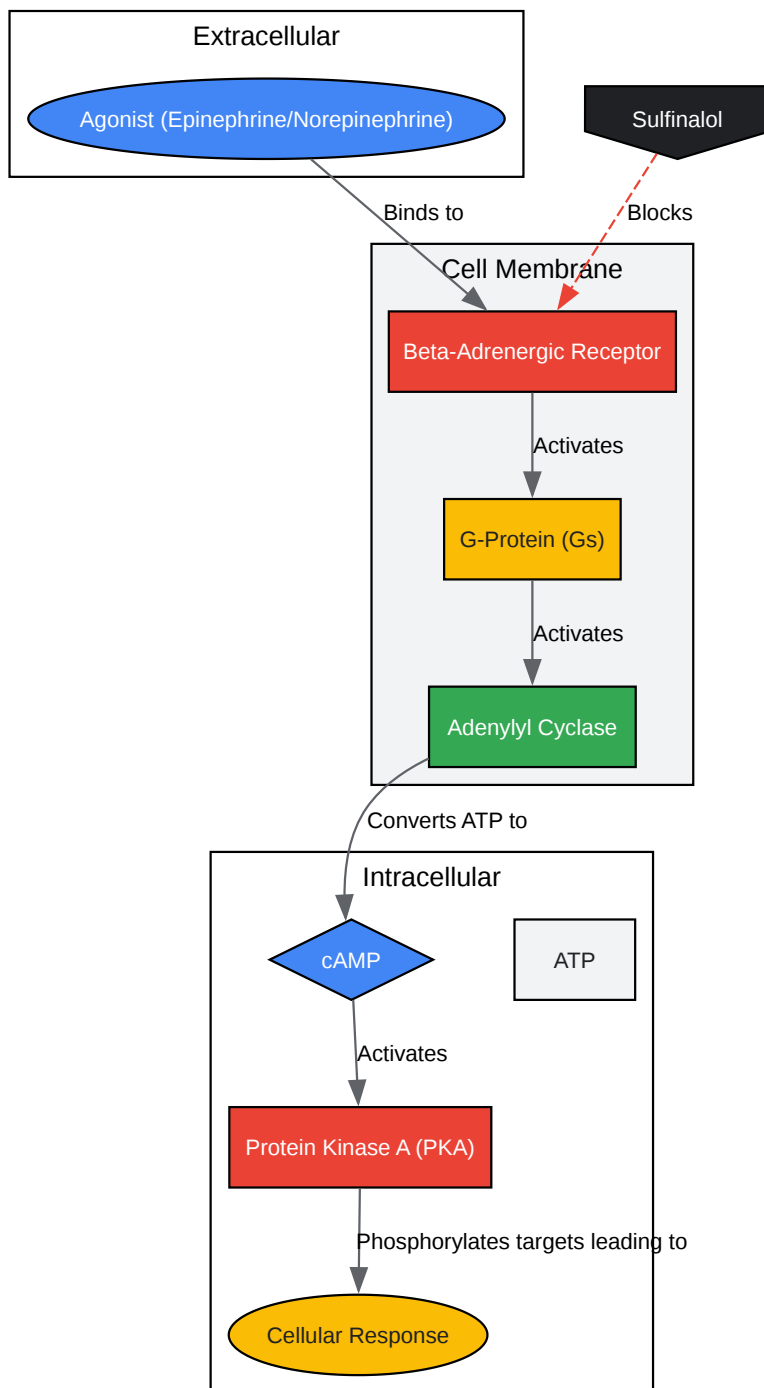 Extracellular
Agonist (Epinephrine/Norepinephrine)
Sulfinalol
Binds to
Blocks
Cell Membrane
Beta-Adrenergic Receptor
Activates
G-Protein (Gs)
Activates
Adenylyl Cyclase
Converts ATP to
Intracellular
cAMP
ATP
Activates
Protein Kinase A (PKA)
Phosphorylates targets leading to
Cellular Response